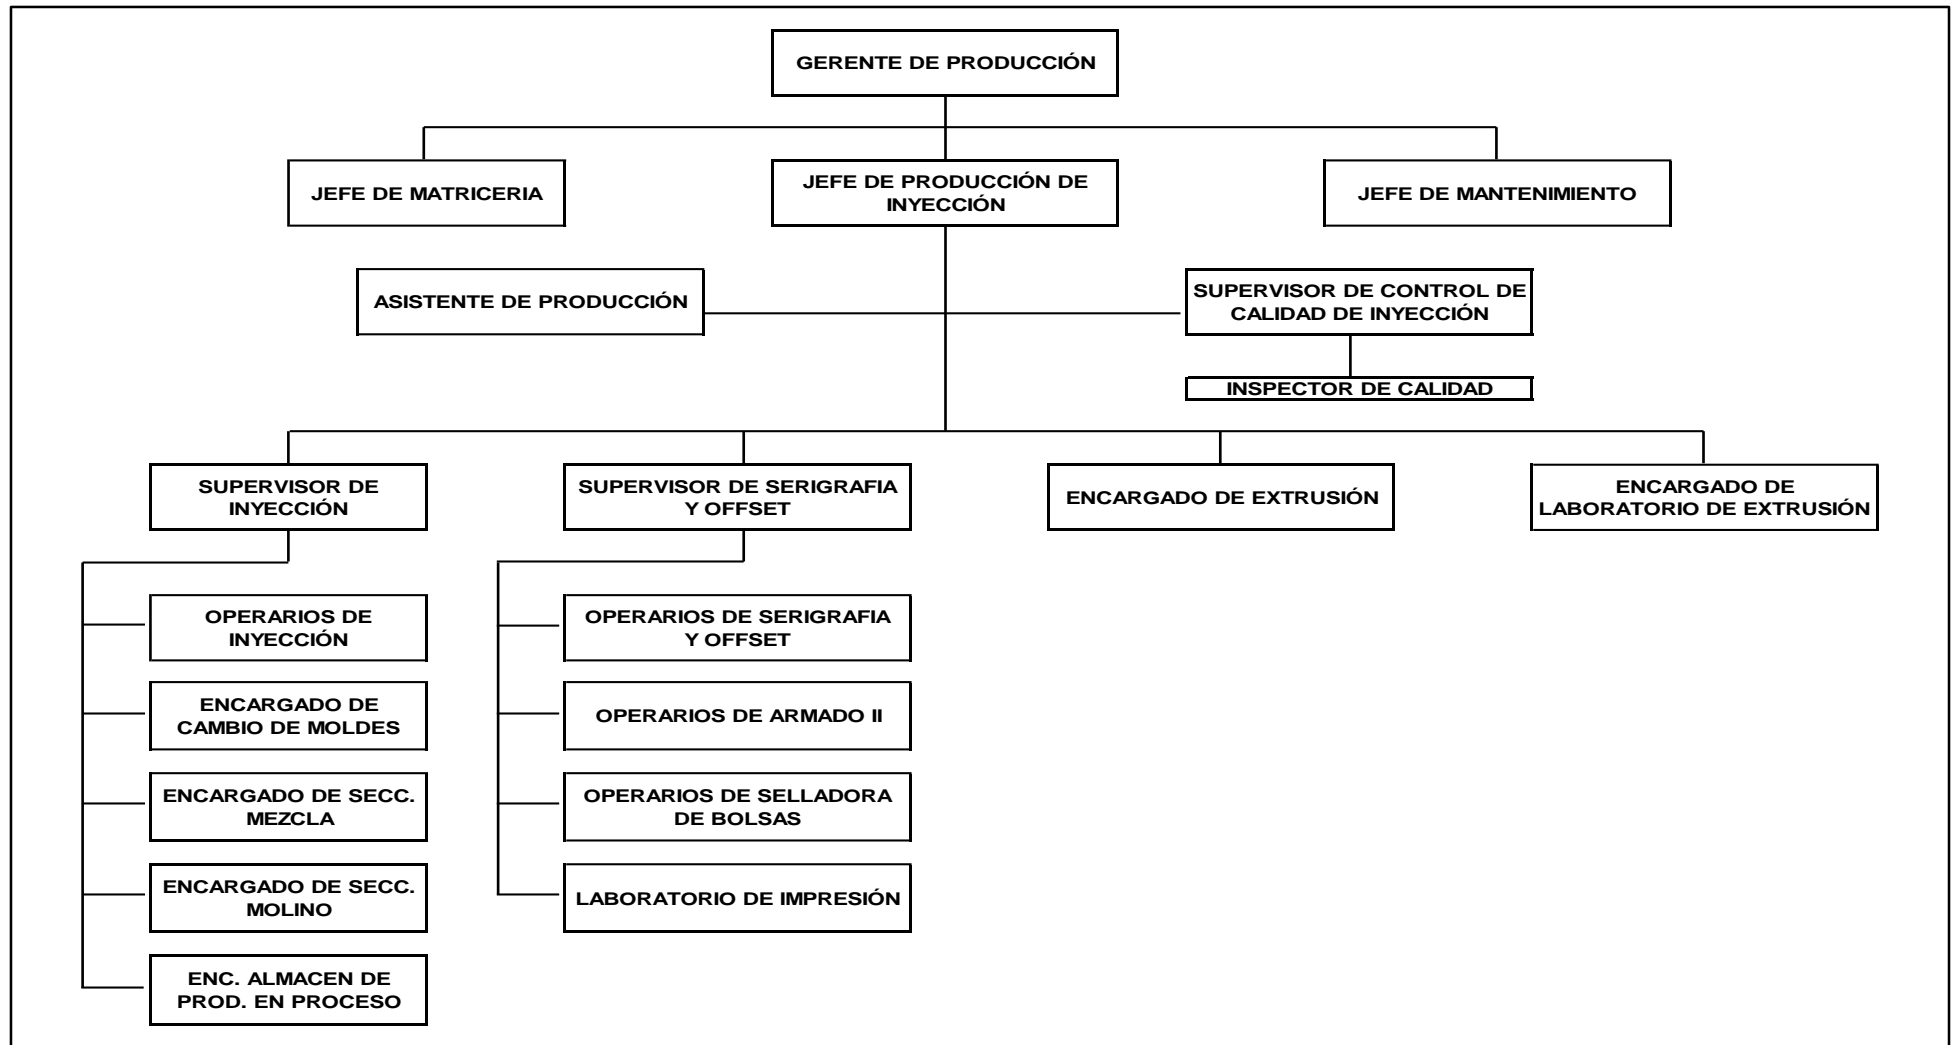 GERENTE DE PRODUCCIÓN
JEFE DE MATRICERIA
JEFE DE PRODUCCIÓN DE
INYECCIÓN
JEFE DE MANTENIMIENTO
ASISTENTE DE PRODUCCIÓN
SUPERVISOR DE CONTROL DE
CALIDAD DE INYECCIÓN
INSPECTOR DE CALIDAD
SUPERVISOR DE
INYECCIÓN
SUPERVISOR DE SERIGRAFIA
Y OFFSET
ENCARGADO DE EXTRUSIÓN
ENCARGADO DE
LABORATORIO DE EXTRUSIÓN
OPERARIOS DE
INYECCIÓN
OPERARIOS DE SERIGRAFIA
Y OFFSET
ENCARGADO DE
CAMBIO DE MOLDES
OPERARIOS DE ARMADO II
ENCARGADO DE SECC.
MEZCLA
OPERARIOS DE SELLADORA
DE BOLSAS
ENCARGADO DE SECC.
MOLINO
LABORATORIO DE IMPRESIÓN
ENC. ALMACEN DE
PROD. EN PROCESO